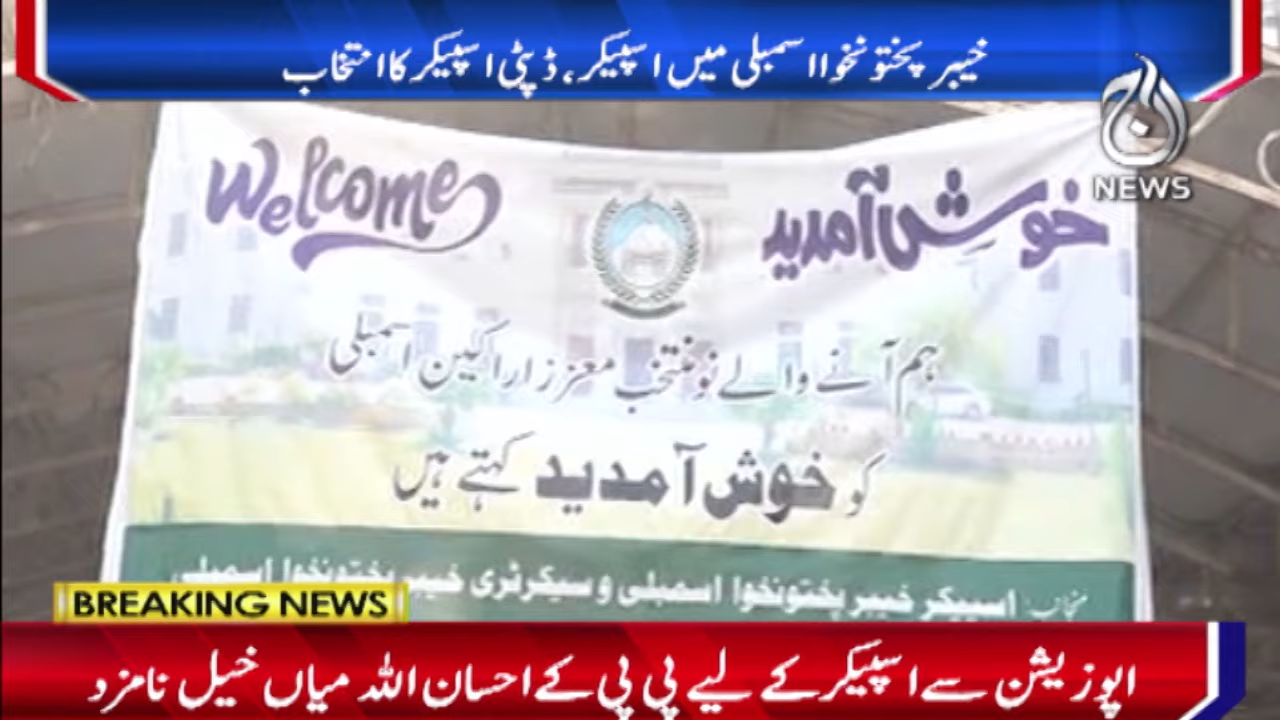 خیبر پختونخوا اسمبلی میں اسپیکر، ڈپٹی اسپیکر کا انتخاب
آج
NEWS
Welcome
خوش آمدید
ہم آنے والے نو منتخب معزز اراکین اسمبلی
کو خوش آمدید کہتے ہیں
منجانب: اسپیکر خیبر پختونخوا اسمبلی و سیکرٹری خیبر پختونخوا اسمبلی
BREAKING NEWS
اپوزیشن سے اسپیکر کے لیے پی پی کے احسان اللہ میاں خیل نامزد